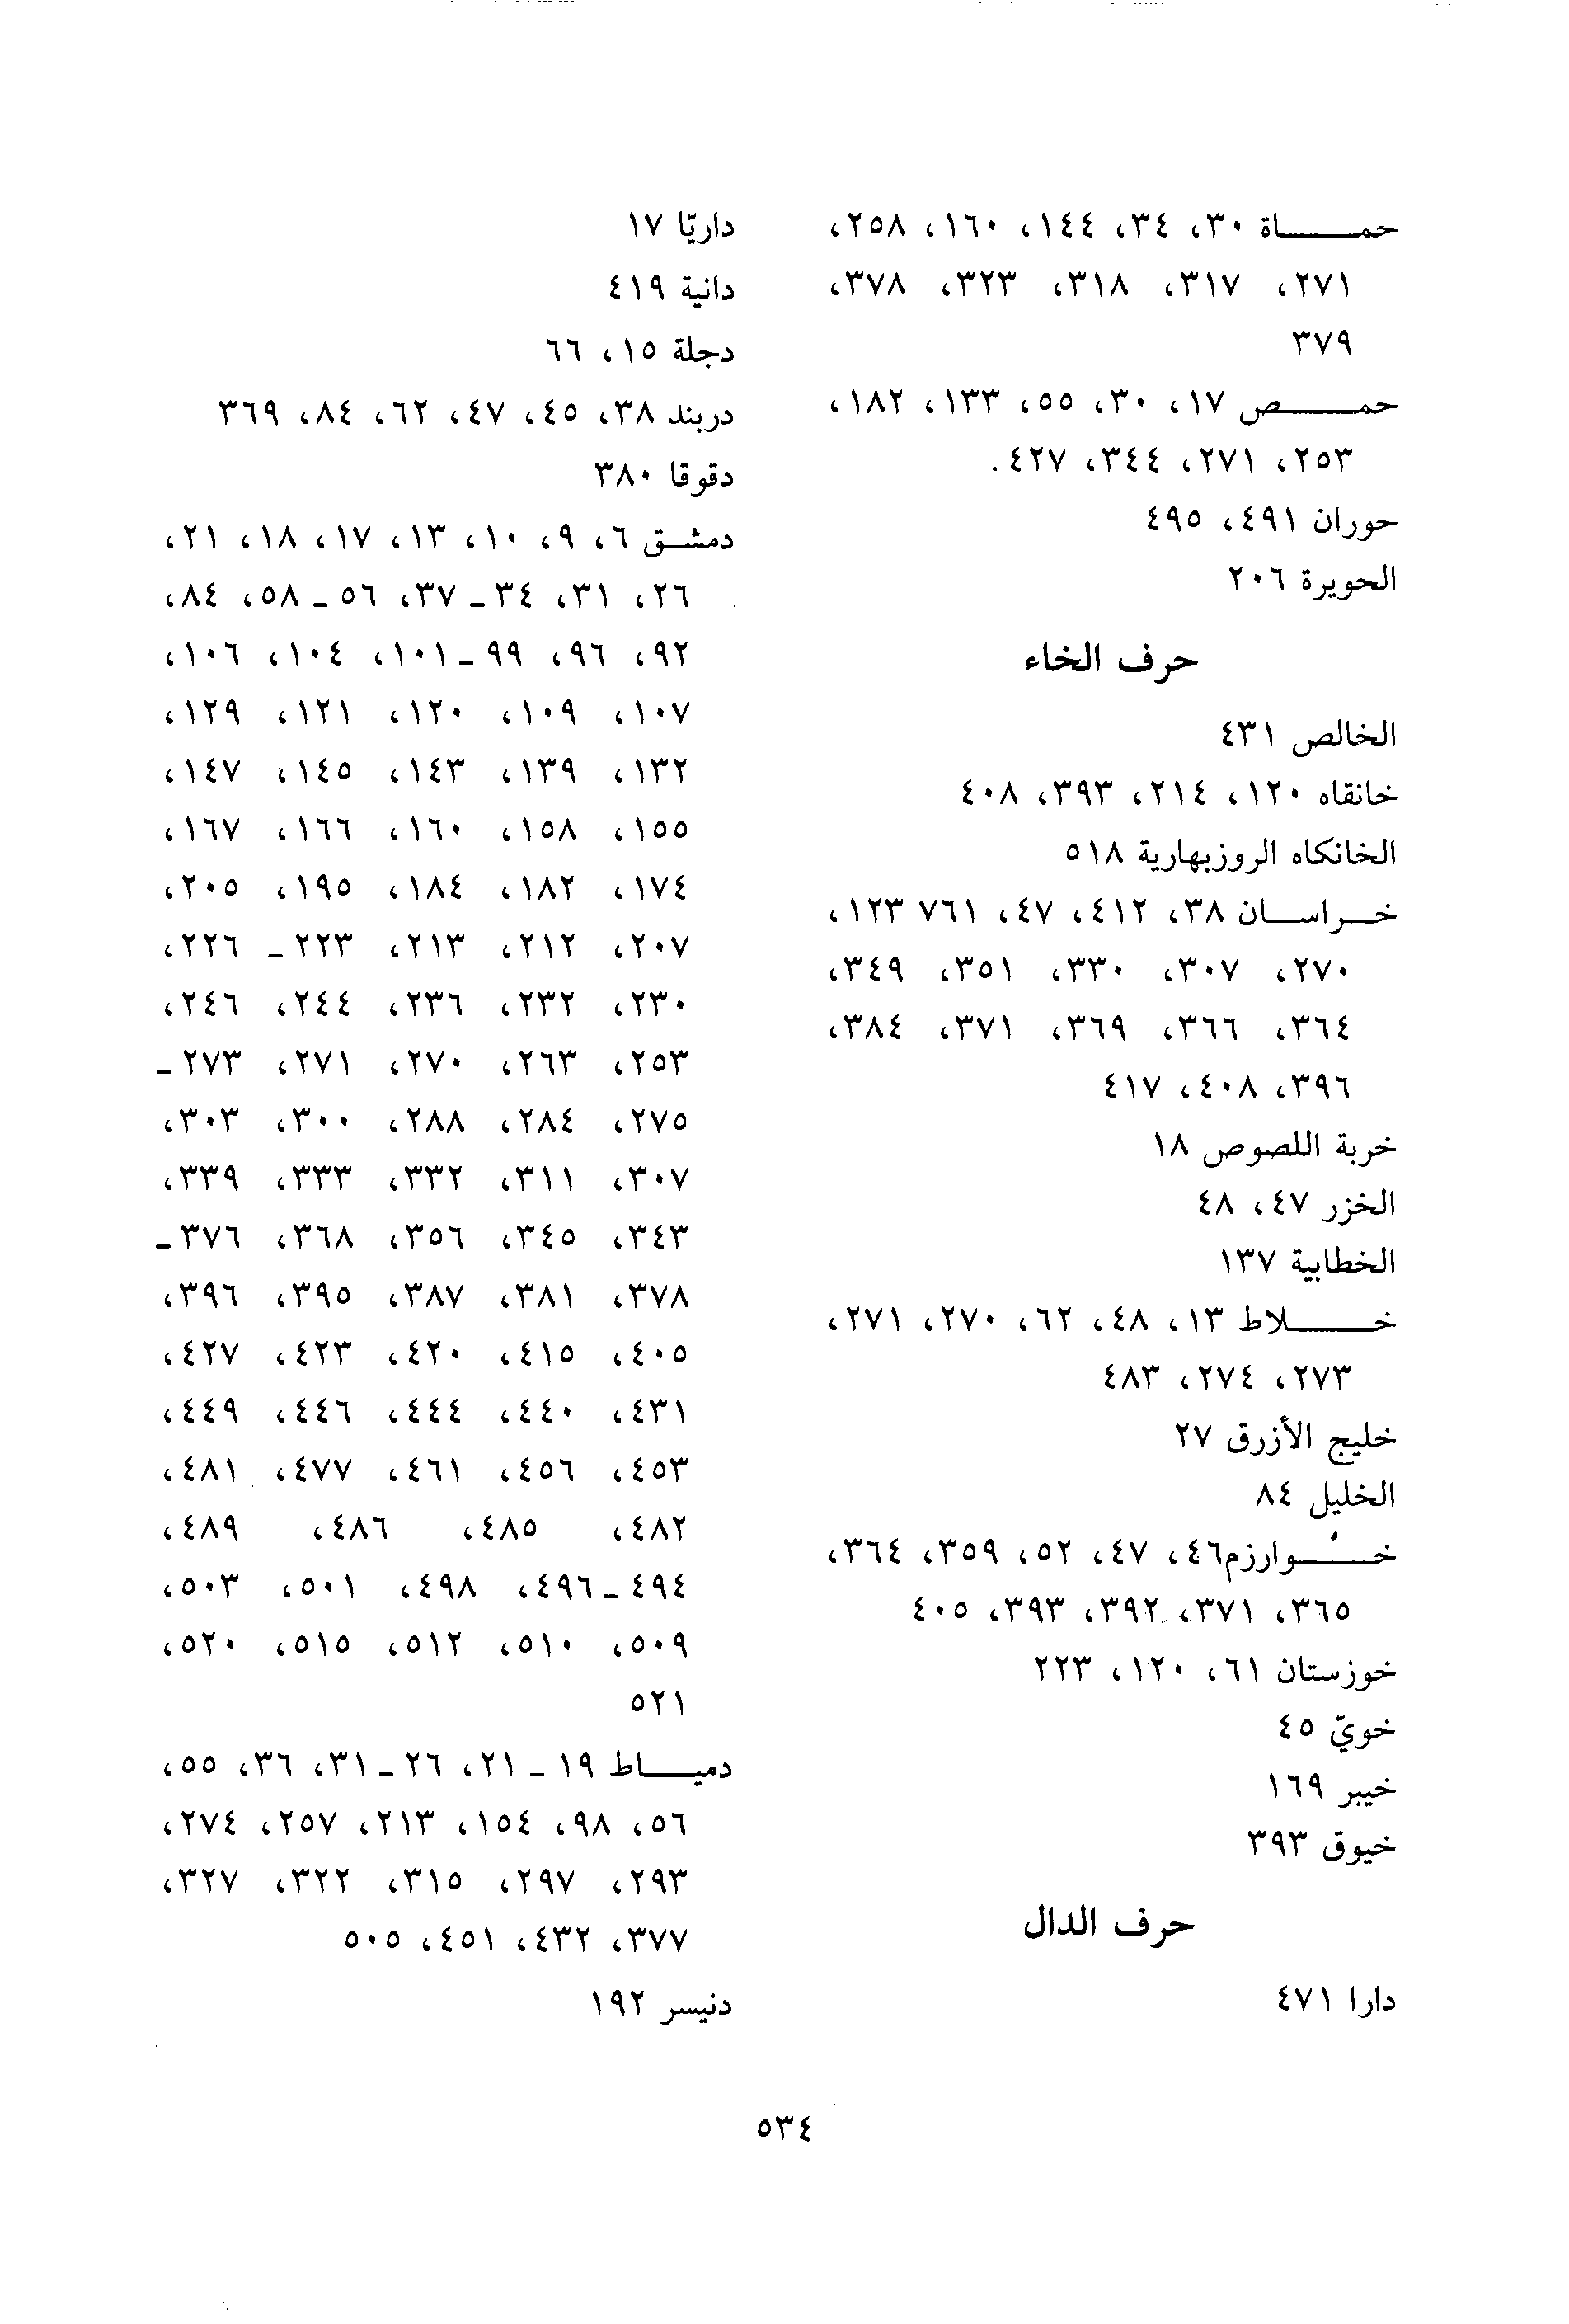 حمـــاة ٣٠، ٣٤، ١٤٤، ١٦٠، ٢٥٨،
٢٧١، ٣١٧، ٣١٨، ٣٢٣، ٣٧٨،
٣٧٩
حمـــص ١٧، ٣٠، ٥٥، ١٣٣، ١٨٢،
٢٥٣، ٢٧١، ٣٤٤، ٤٢٧.
حوران ٤٩١، ٤٩٥
الحويرة ٢٠٦
حرف الخاء
الخالص ٤٣١
خانقاه ١٢٠، ٢١٤، ٣٩٣، ٤٠٨
الخانكاه الروزبهارية ٥١٨
خـراسـان ٣٨، ٤١٢، ٤٧، ٧٦١ ١٢٣،
٢٧٠، ٣٠٧، ٣٣٠، ٣٥١، ٣٤٩،
٣٦٤، ٣٦٦، ٣٦٩، ٣٧١، ٣٨٤،
٣٩٦، ٤٠٨، ٤١٧
خربة اللصوص ١٨
الخزر ٤٧، ٤٨
الخطابية ١٣٧
خـــلاط ١٣، ٤٨، ٦٢، ٢٧٠، ٢٧١،
٢٧٣، ٢٧٤، ٤٨٣
خليج الأزرق ٢٧
الخليل ٨٤
خـــوارزم٤٦، ٤٧، ٥٢، ٣٥٩، ٣٦٤،
٣٦٥، ٣٧١، ٣٩٢، ٣٩٣، ٤٠٥
خوزستان ٦١، ١٢٠، ٢٢٣
خويّ ٤٥
خيبر ١٦٩
خيوق ٣٩٣
حرف الدال
دارا ٤٧١
داريّا ١٧
دانية ٤١٩
دجلة ١٥، ٦٦
دربند ٣٨، ٤٥، ٤٧، ٦٢، ٨٤، ٣٦٩
دقوقا ٣٨٠
دمشـق ٦، ٩، ١٠، ١٣، ١٧، ١٨، ٢١،
٢٦، ٣١، ٣٤ـ٣٧، ٥٦ـ ٥٨، ٨٤،
٩٢، ٩٦، ٩٩ ـ١٠١، ١٠٤، ١٠٦،
١٠٧، ١٠٩، ١٢٠، ١٢١، ١٢٩،
١٣٢، ١٣٩، ١٤٣، ١٤٥، ١٤٧،
١٥٥، ١٥٨، ١٦٠، ١٦٦، ١٦٧،
١٧٤، ١٨٢، ١٨٤، ١٩٥، ٢٠٥،
٢٠٧، ٢١٢، ٢١٣، ٢٢٣ ـ ٢٢٦،
٢٣٠، ٢٣٢، ٢٣٦، ٢٤٤، ٢٤٦،
٢٥٣، ٢٦٣، ٢٧٠، ٢٧١، ٢٧٣ ـ
٢٧٥، ٢٨٤، ٢٨٨، ٣٠٠، ٣٠٣،
٣٠٧، ٣١١، ٣٣٢، ٣٣٣، ٣٣٩،
٣٤٣، ٣٤٥، ٣٥٦، ٣٦٨، ٣٧٦ ـ
٣٧٨، ٣٨١، ٣٨٧، ٣٩٥، ٣٩٦،
٤٠٥، ٤١٥، ٤٢٠، ٤٢٣، ٤٢٧،
٤٣١، ٤٤٠، ٤٤٤، ٤٤٦، ٤٤٩،
٤٥٣، ٤٥٦، ٤٦١، ٤٧٧، ٤٨١،
٤٨٢، ٤٨٥، ٤٨٦، ٤٨٩،
٤٩٤ ـ ٤٩٦، ٤٩٨، ٥٠١، ٥٠٣،
٥٠٩، ٥١٠، ٥١٢، ٥١٥، ٥٢٠،
٥٢١
دميـــاط ١٩ ـ ٢١، ٢٦ ـ ٣١، ٣٦، ٥٥،
٥٦، ٩٨، ١٥٤، ٢١٣، ٢٥٧، ٢٧٤،
٢٩٣، ٢٩٧، ٣١٥، ٣٢٢، ٣٢٧،
٣٧٧، ٤٣٢، ٤٥١، ٥٠٥
دنيسر ١٩٢
٥٣٤